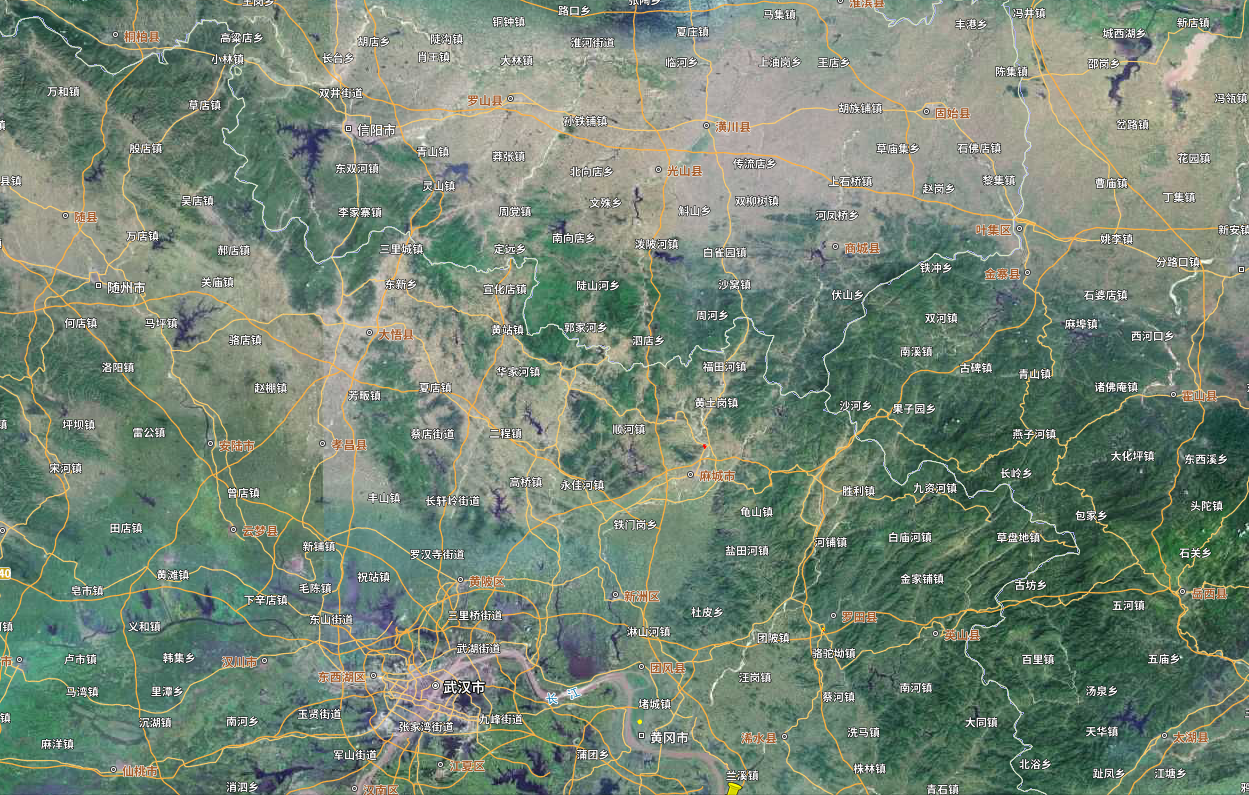 路口乡
马集镇
淮滨县
冯井镇
铜钟镇
夏庄镇
丰港乡
新店镇
桐柏县
高粱店乡
胡店乡
陡沟镇
淮河街道
城西湖乡
小林镇
长台乡
肖王镇
大林镇
临河乡
上油岗乡
王店乡
陈集镇
邵岗乡
万和镇
草店镇
双井街道
罗山县
胡族铺镇
固始县
冯瓴镇
信阳市
孙铁铺镇
潢川县
岔路镇
殷店镇
青山镇
莽张镇
草庙集乡
石佛店镇
花园镇
东双河镇
北向店乡
光山县
传流店乡
县镇
灵山镇
上石桥镇
赵岗乡
黎集镇
曹庙镇
丁集镇
吴店镇
李家寨镇
周党镇
文殊乡
斛山乡
双柳树镇
河凤桥乡
随县
叶集区
新安镇
万店镇
郝店镇
三里城镇
定远乡
南向店乡
泼陂河镇
白雀园镇
商城县
姚李镇
铁冲乡
金寨县
分路口镇
随州市
关庙镇
东新乡
宣化店镇
陡山河乡
沙窝镇
伏山乡
石婆店镇
何店镇
马坪镇
大悟县
黄站镇
郭家河乡
周河乡
双河镇
麻埠镇
西河口乡
骆店镇
泗店乡
南溪镇
洛阳镇
华家河镇
福田河镇
古碑镇
青山镇
赵棚镇
芳畈镇
夏店镇
诸佛庵镇
霍山县
坪坝镇
雷公镇
蔡店街道
二程镇
顺河镇
黄土岗镇
沙河乡
果子园乡
燕子河镇
安陆市
孝昌县
大化坪镇
东西溪乡
宋河镇
麻城市
长岭乡
曾店镇
丰山镇
长轩岭街道
高桥镇
永佳河镇
胜利镇
九资河镇
头陀镇
田店镇
云梦县
铁门岗乡
龟山镇
包家乡
新铺镇
罗汉寺街道
盐田河镇
河铺镇
白庙河镇
草盘地镇
石关乡
40
黄滩镇
祝站镇
黄陂区
金家铺镇
古坊乡
皂市镇
毛陈镇
下辛店镇
新洲区
岳西县
义和镇
东山街道
三里桥街道
杜皮乡
罗田县
五河镇
淋山河镇
团陂镇
英山县
卢市镇
韩集乡
汉川市
武湖街道
团风县
骆驼坳镇
百里镇
五庙乡
马湾镇
里潭乡
东西湖区
武汉市
汪岗镇
蔡河镇
南河镇
汤泉乡
长江
沉湖镇
南河乡
玉贤街道
张家湾街道
九峰街道
堵城镇
大同镇
天华镇
麻洋镇
黄冈市
浠水县
洗马镇
太湖县
军山街道
蒲团乡
仙桃市
江夏区
兰溪镇
株林镇
北浴乡
趾凤乡
江塘乡
消泗乡
汉南区
青石镇